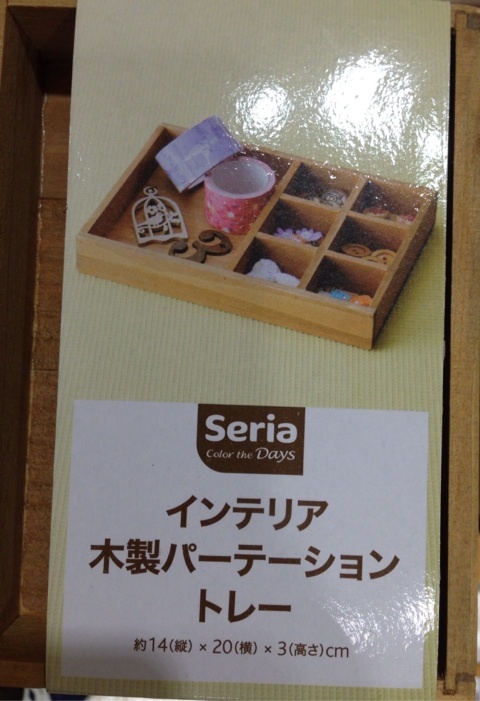 Seria
Color the Days
インテリア
木製パーテーション
トレー
約14(縦)×20(横)×3(高さ)cm